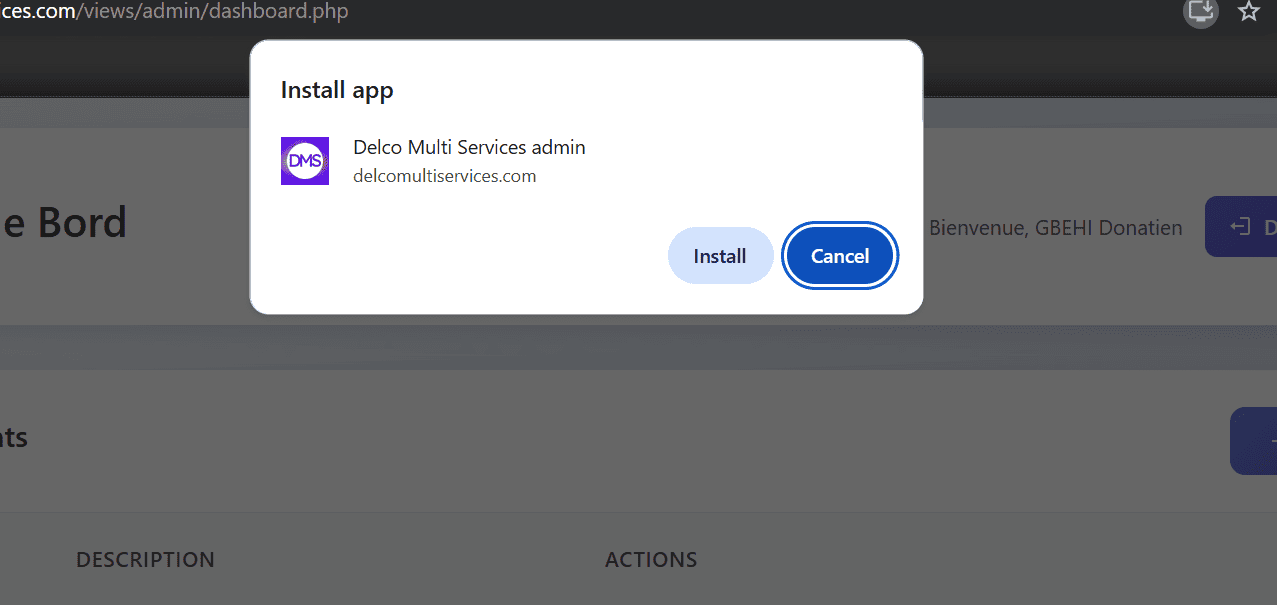 ces.com/views/admin/dashboard.php
Install app
DMS
Delco Multi Services admin
delcomultiservices.com
Install
Cancel
e Bord
Bienvenue, GBEHI Donatien
D
nts
DESCRIPTION
ACTIONS